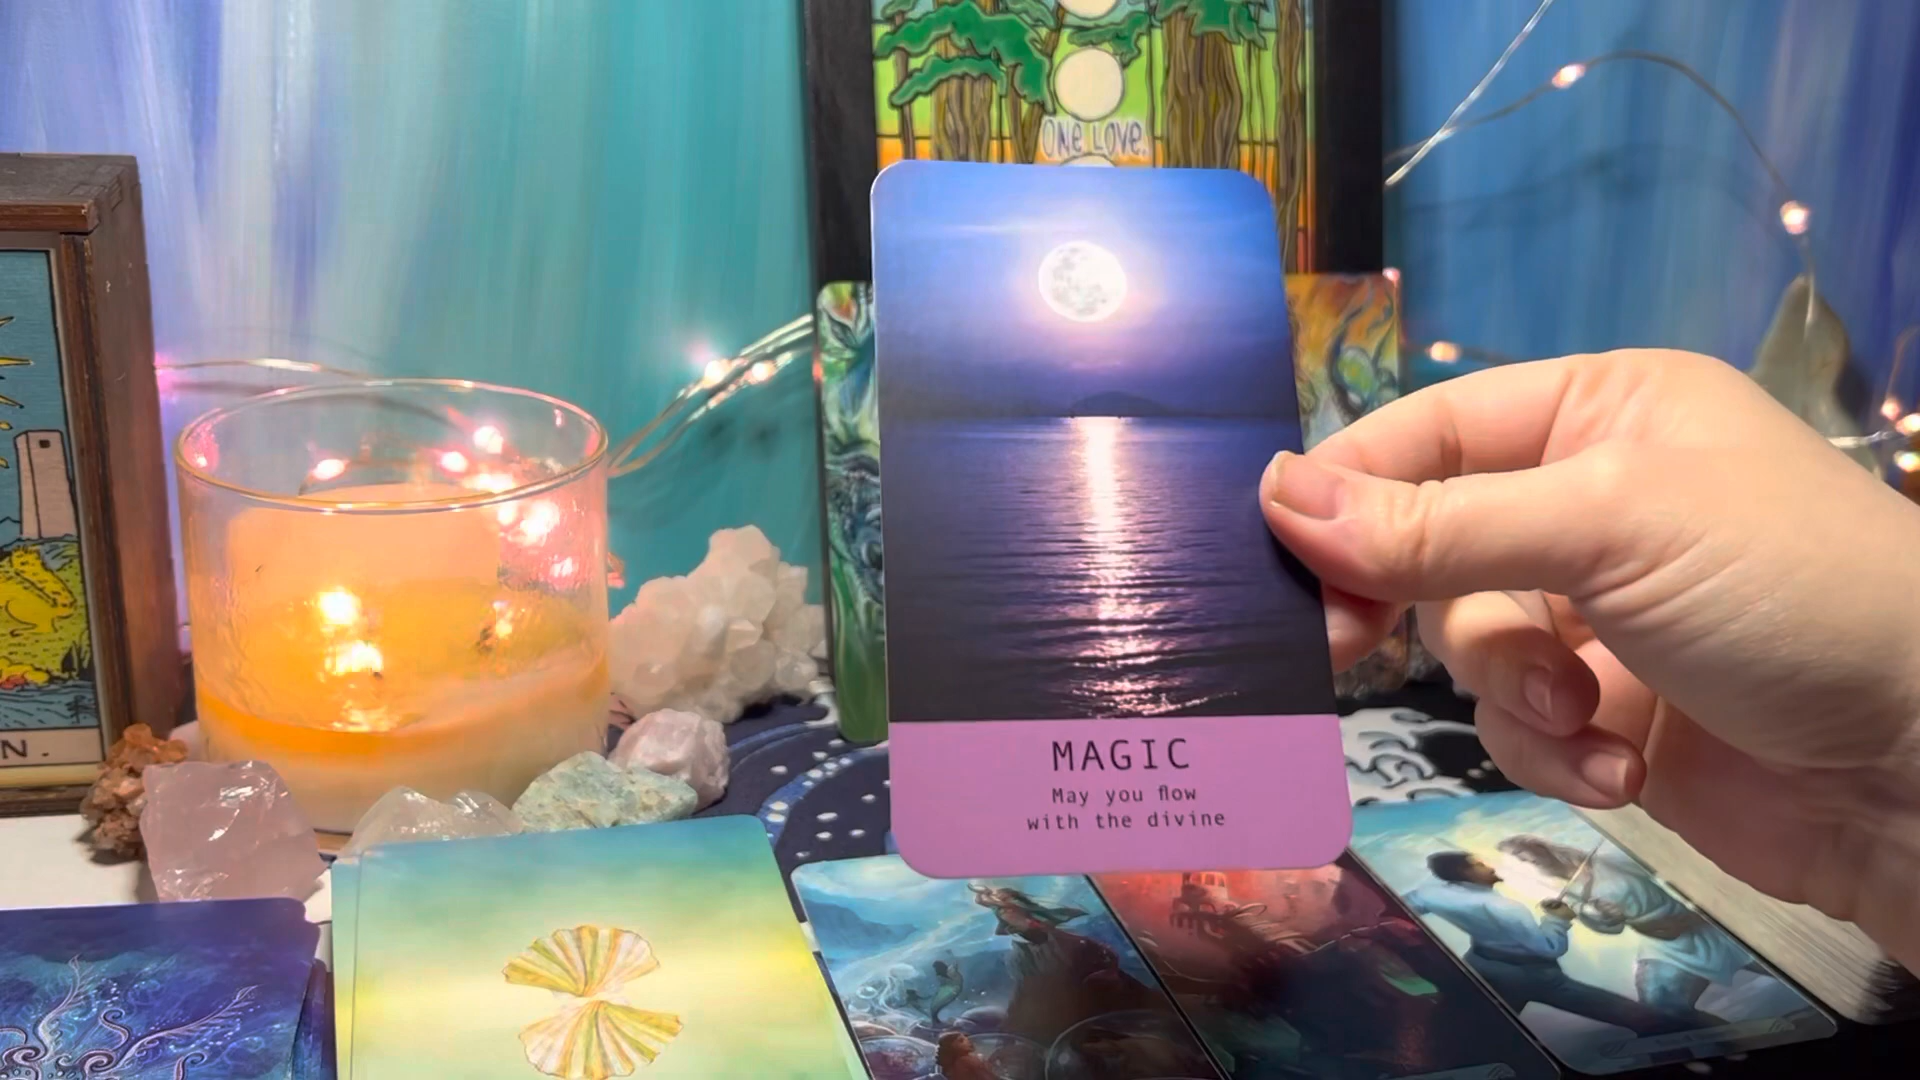 ONE LOVE.
MAGIC
May you flow
with the divine
N.